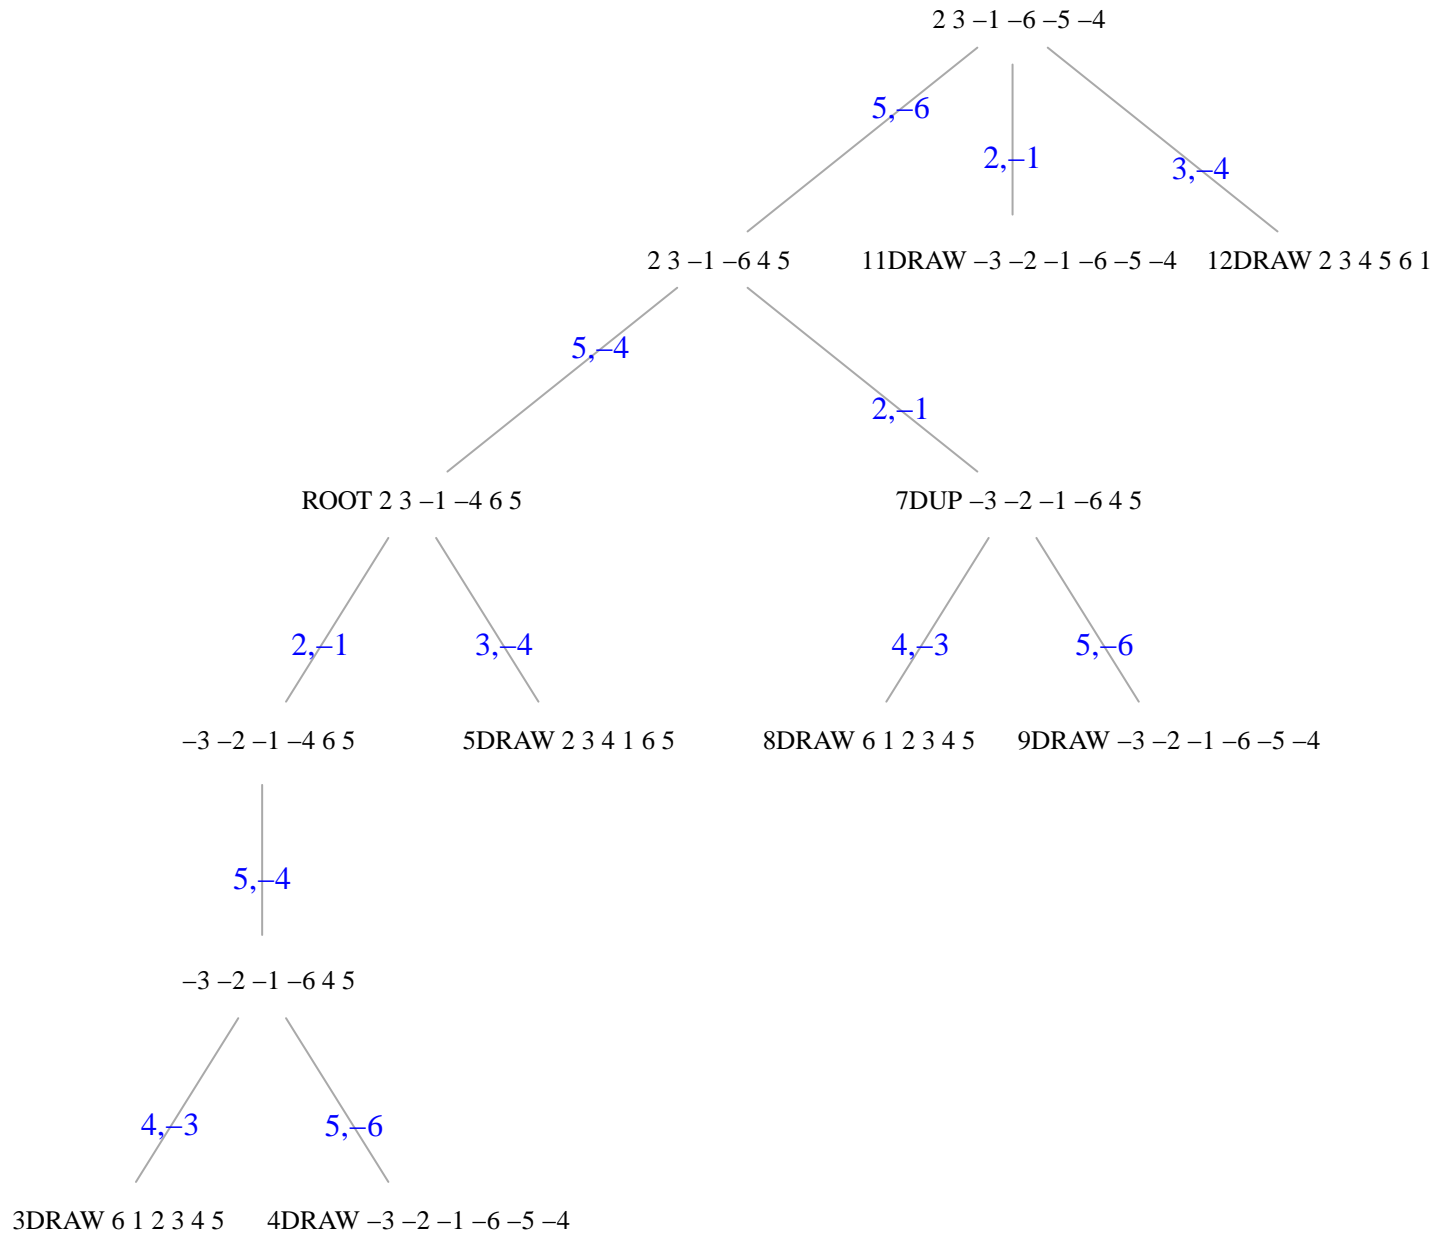 2 3 –1 –6 –5 –4
5,–6
2,–1
3,–4
2 3 –1 –6 4 5
11DRAW –3 –2 –1 –6 –5 –4
12DRAW 2 3 4 5 6 1
5,–4
2,–1
ROOT 2 3 –1 –4 6 5
7DUP –3 –2 –1 –6 4 5
2,–1
3,–4
4,–3
5,–6
–3 –2 –1 –4 6 5
5DRAW 2 3 4 1 6 5
8DRAW 6 1 2 3 4 5
9DRAW –3 –2 –1 –6 –5 –4
5,–4
–3 –2 –1 –6 4 5
4,–3
5,–6
3DRAW 6 1 2 3 4 5
4DRAW –3 –2 –1 –6 –5 –4